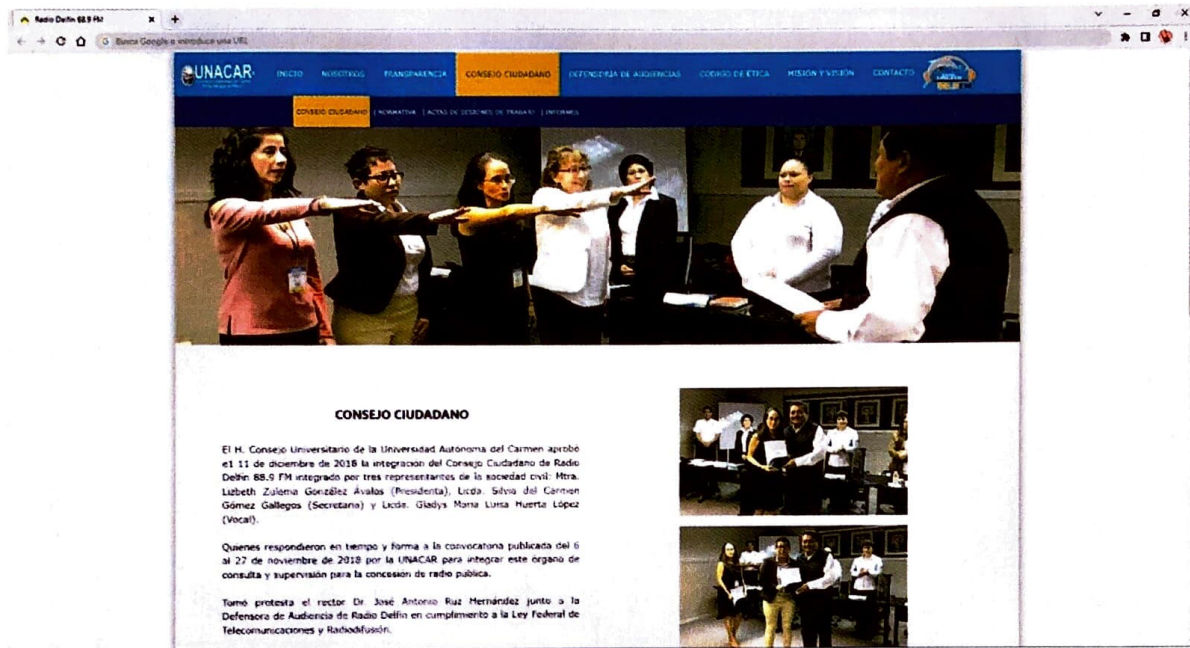 Radio Delfín 88.9 FM
Busca Google o introduce una URL
UNACAR
INICIO NOSOTROS TRANSPARENCIA CONSEJO CIUDADANO DEFENSORÍA DE AUDIENCIAS CÓDIGO DE ÉTICA MISIÓN Y VISIÓN CONTACTO
CONSEJO CIUDADANO | NORMATIVA | ACTAS DE SESIONES DE TRABAJO | INFORMES
CONSEJO CIUDADANO
El H. Consejo Universitario de la Universidad Autónoma del Carmen aprobó
el 11 de diciembre de 2018 la integración del Consejo Ciudadano de Radio
Delfín 88.9 FM integrado por tres representantes de la sociedad civil: Mtra.
Lizbeth Zulema González Ávalos (Presidenta), Licda. Silvia del Carmen
Gómez Gallegos (Secretaria) y Licda. Gladys María Luisa Huerta López
(Vocal).
Quienes respondieron en tiempo y forma a la convocatoria publicada del 6
al 27 de noviembre de 2018 por la UNACAR para integrar este órgano de
consulta y supervisión para la concesión de radio pública.
Tomó protesta el rector Dr. José Antonio Ruz Hernández junto a la
Defensora de Audiencia de Radio Delfín en cumplimiento a la Ley Federal de
Telecomunicaciones y Radiodifusión.